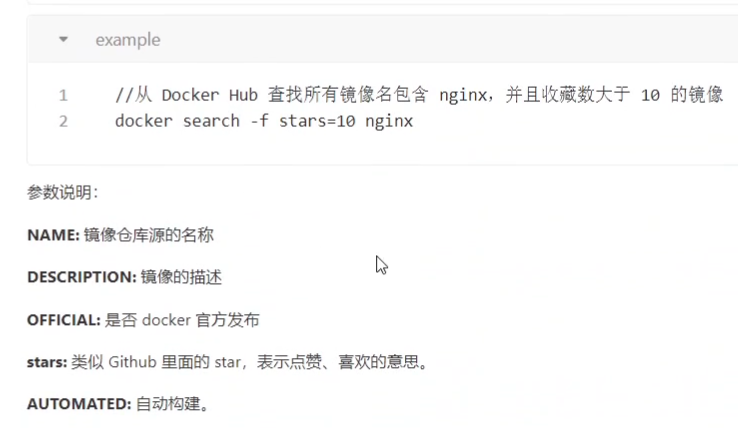 example
1 //从 Docker Hub 查找所有镜像名包含 nginx，并且收藏数大于 10 的镜像
2 docker search -f stars=10 nginx
参数说明：
NAME: 镜像仓库源的名称
DESCRIPTION: 镜像的描述
OFFICIAL: 是否 docker 官方发布
stars: 类似 Github 里面的 star，表示点赞、喜欢的意思。
AUTOMATED: 自动构建。